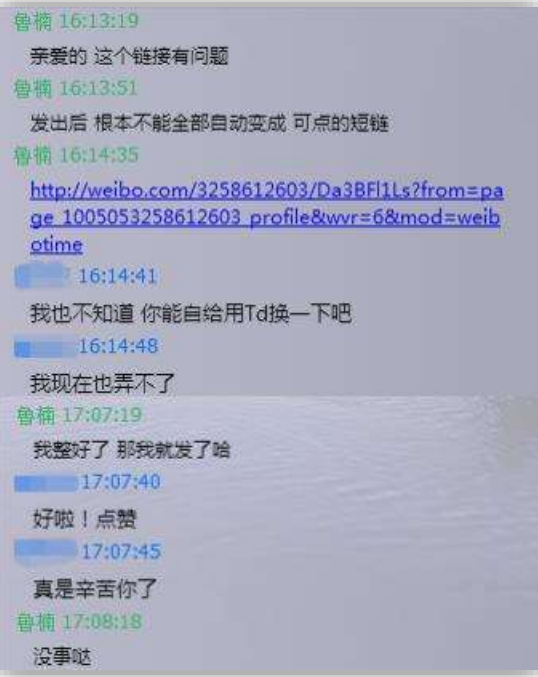 鲁楠 16:13:19
亲爱的 这个链接有问题
鲁楠 16:13:51
发出后 根本不能全部自动变成 可点的短链
鲁楠 16:14:35
http://weibo.com/3258612603/Da3BFl1Ls?from=pa
ge_1005053258612603_profile&wvr=6&mod=weib
otime
16:14:41
我也不知道 你能自给用Td换一下吧
16:14:48
我现在也弄不了
鲁楠 17:07:19
我整好了 那我就发了哈
17:07:40
好啦！点赞
17:07:45
真是辛苦你了
鲁楠 17:08:18
没事哒